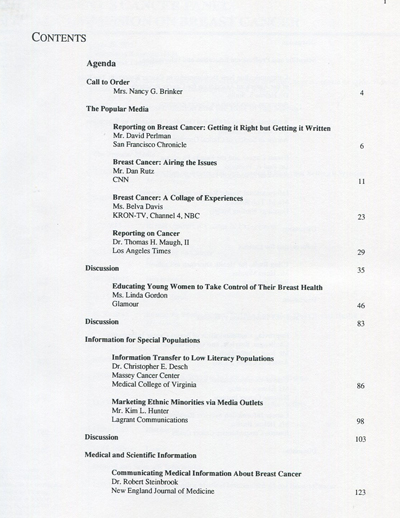 CONTENTS
Agenda
Call to Order
Mrs. Nancy G. Brinker 4
The Popular Media
Reporting on Breast Cancer: Getting it Right but Getting it Written
Mr. David Perlman
San Francisco Chronicle 6
Breast Cancer: Airing the Issues
Mr. Dan Rutz
CNN 11
Breast Cancer: A Collage of Experiences
Ms. Belva Davis
KRON-TV, Channel 4, NBC 23
Reporting on Cancer
Dr. Thomas H. Maugh, II
Los Angeles Times 29
Discussion 35
Educating Young Women to Take Control of Their Breast Health
Ms. Linda Gordon
Glamour 46
Discussion 83
Information for Special Populations
Information Transfer to Low Literacy Populations
Dr. Christopher E. Desch
Massey Cancer Center
Medical College of Virginia 86
Marketing Ethnic Minorities via Media Outlets
Mr. Kim L. Hunter
Lagrant Communications 98
Discussion 103
Medical and Scientific Information
Communicating Medical Information About Breast Cancer
Dr. Robert Steinbrook
New England Journal of Medicine 123